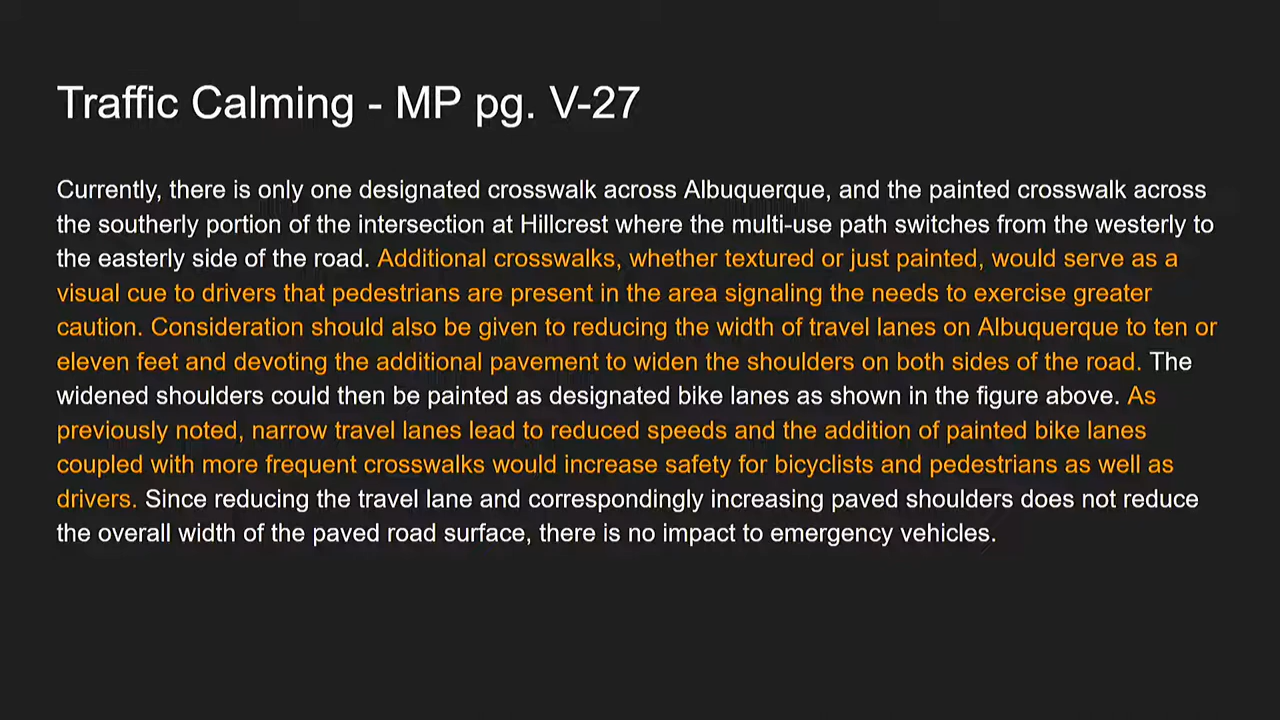 Traffic Calming - MP pg. V-27
Currently, there is only one designated crosswalk across Albuquerque, and the painted crosswalk across
the southerly portion of the intersection at Hillcrest where the multi-use path switches from the westerly to
the easterly side of the road. Additional crosswalks, whether textured or just painted, would serve as a
visual cue to drivers that pedestrians are present in the area signaling the needs to exercise greater
caution. Consideration should also be given to reducing the width of travel lanes on Albuquerque to ten or
eleven feet and devoting the additional pavement to widen the shoulders on both sides of the road. The
widened shoulders could then be painted as designated bike lanes as shown in the figure above. As
previously noted, narrow travel lanes lead to reduced speeds and the addition of painted bike lanes
coupled with more frequent crosswalks would increase safety for bicyclists and pedestrians as well as
drivers. Since reducing the travel lane and correspondingly increasing paved shoulders does not reduce
the overall width of the paved road surface, there is no impact to emergency vehicles.